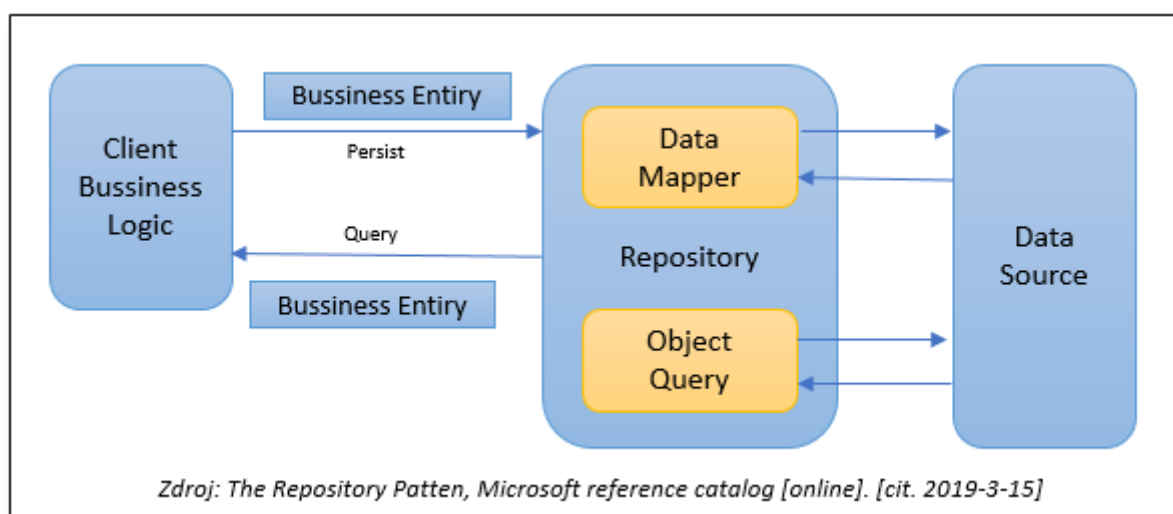 Client
Bussiness
Logic
Bussiness Entiry
Persist
Query
Bussiness Entiry
Data
Mapper
Repository
Object
Query
Data
Source
Zdroj: The Repository Patten, Microsoft reference catalog [online]. [cit. 2019-3-15]